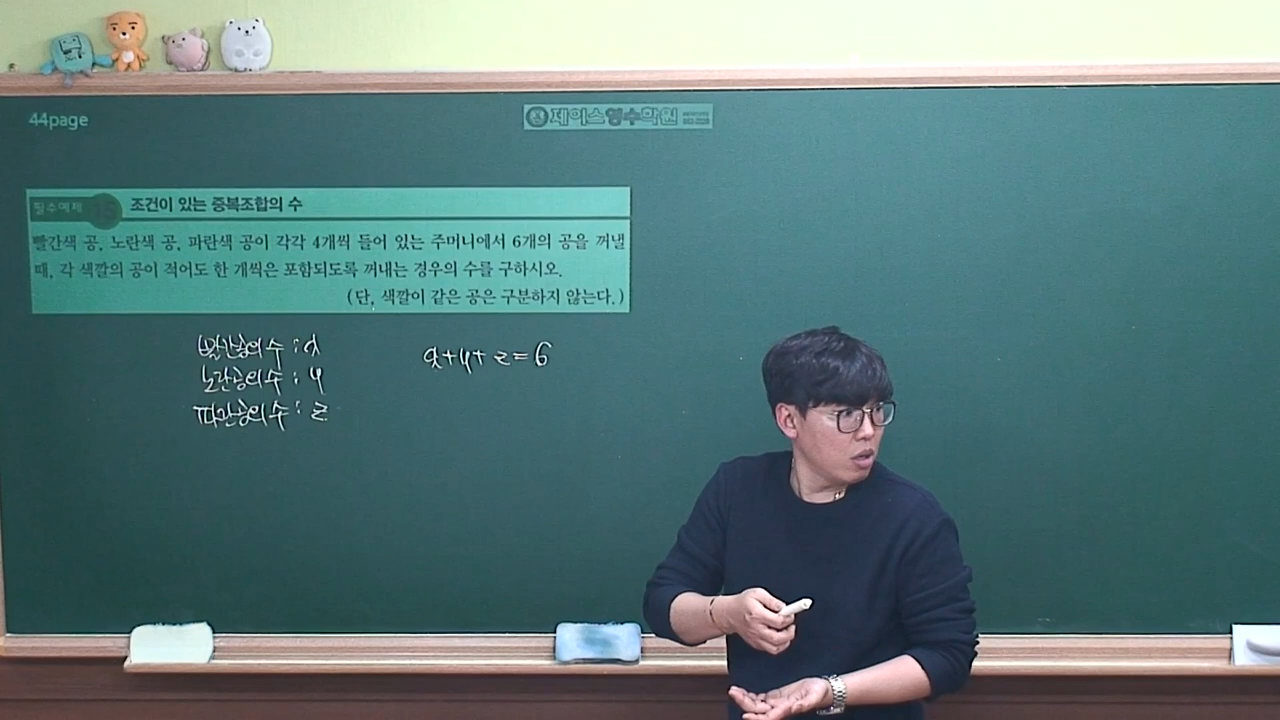 44page
제이스영수학원
필수예제
조건이 있는 중복조합의 수
빨간색 공, 노란색 공, 파란색 공이 각각 4개씩 들어 있는 주머니에서 6개의 공을 꺼낼
때, 각 색깔의 공이 적어도 한 개씩은 포함되도록 꺼내는 경우의 수를 구하시오.
(단, 색깔이 같은 공은 구분하지 않는다.)
빨간공의 수 : x
노란공의 수 : y
파란공의 수 : z
x+y+z=6